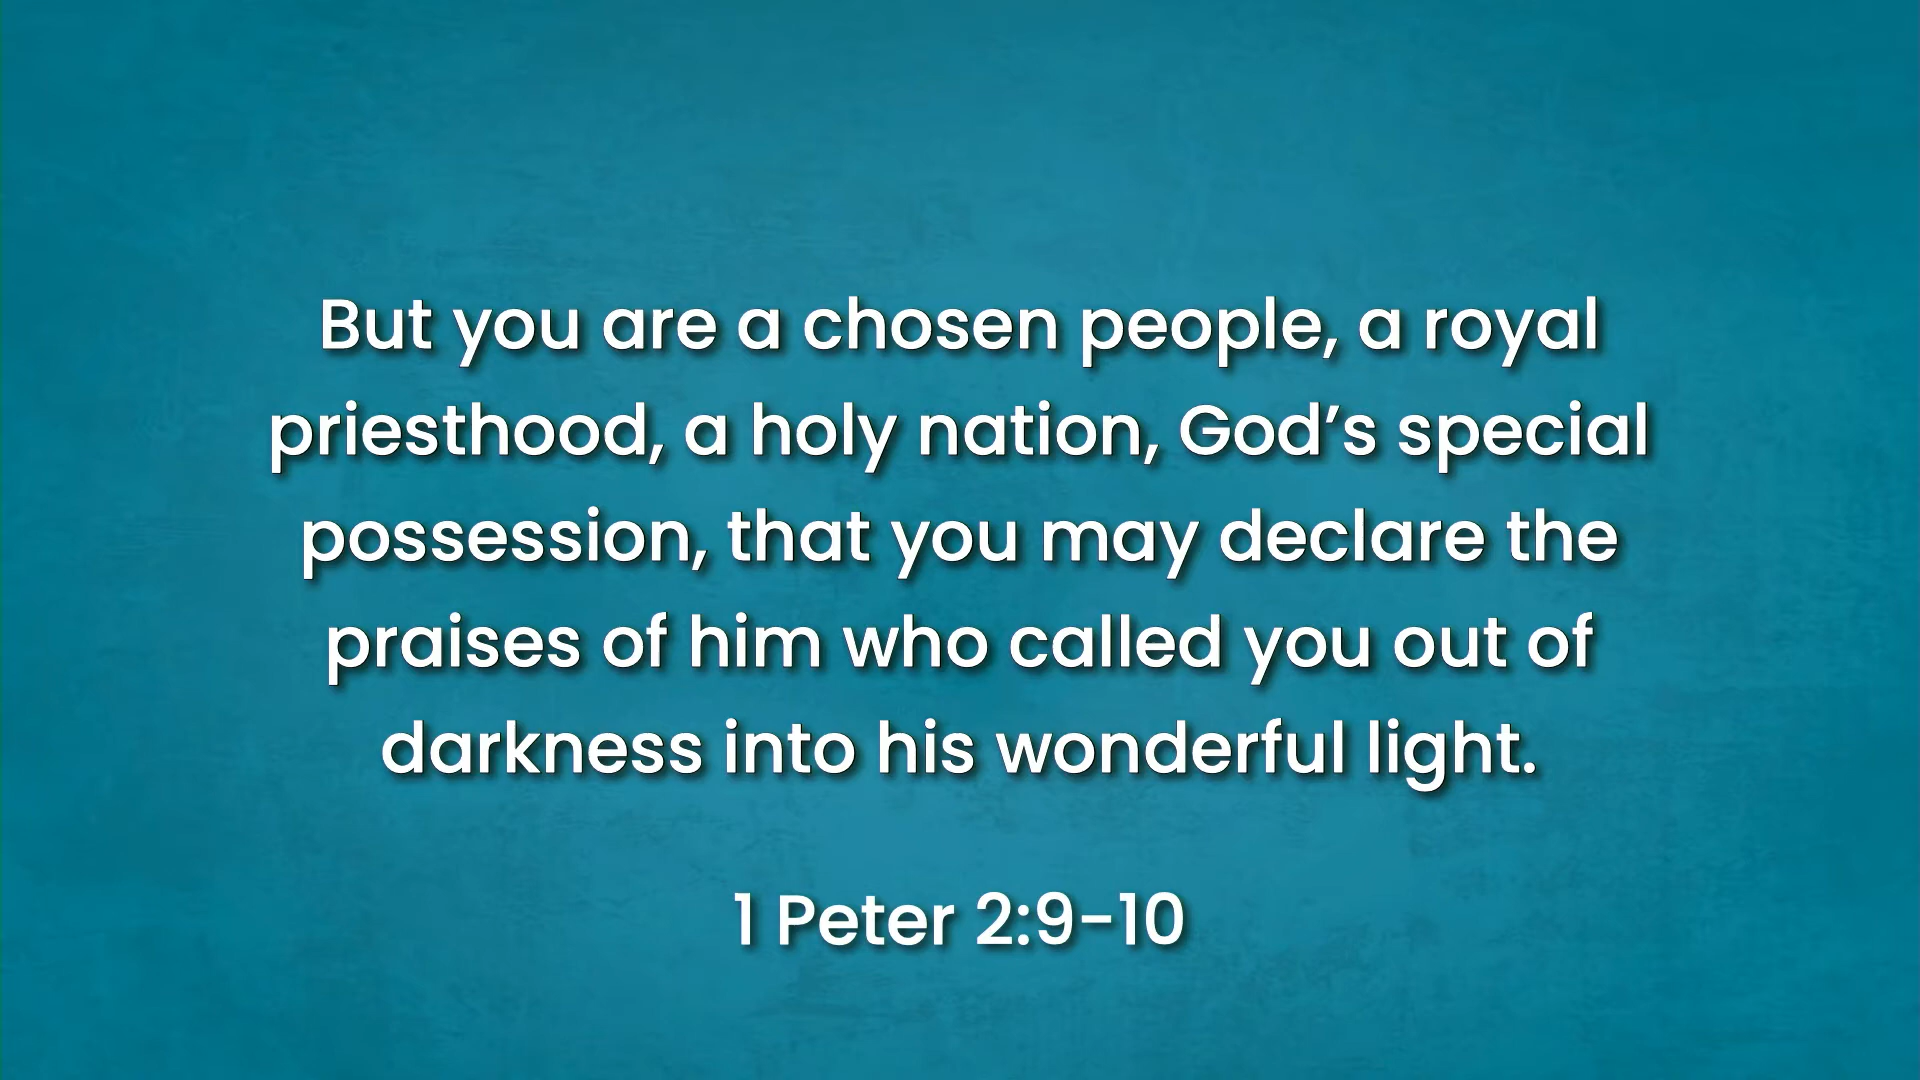 But you are a chosen people, a royal
priesthood, a holy nation, God’s special
possession, that you may declare the
praises of him who called you out of
darkness into his wonderful light.
1 Peter 2:9-10